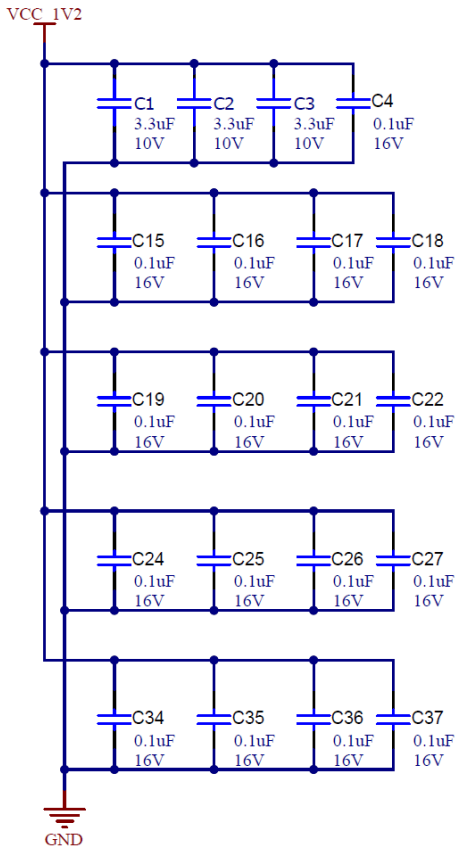 VCC_1V2
C1 C2 C3 C4
3.3uF 3.3uF 3.3uF 0.1uF
10V 10V 10V 16V
C15 C16 C17 C18
0.1uF 0.1uF 0.1uF 0.1uF
16V 16V 16V 16V
C19 C20 C21 C22
0.1uF 0.1uF 0.1uF 0.1uF
16V 16V 16V 16V
C24 C25 C26 C27
0.1uF 0.1uF 0.1uF 0.1uF
16V 16V 16V 16V
C34 C35 C36 C37
0.1uF 0.1uF 0.1uF 0.1uF
16V 16V 16V 16V
GND